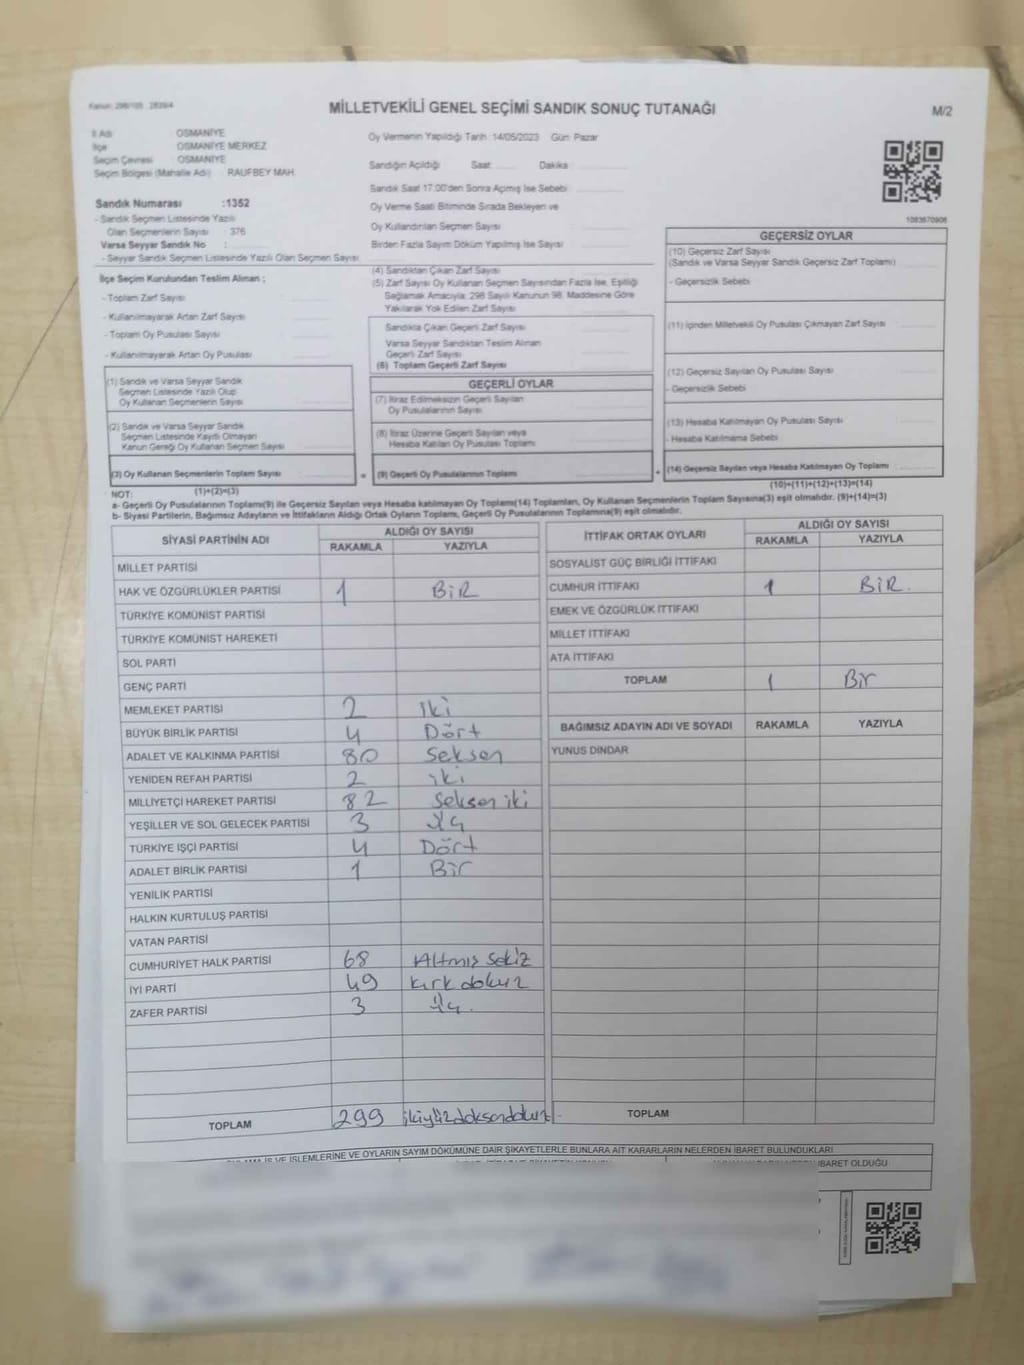 MİLLETVEKİLİ GENEL SEÇİMİ SANDIK SONUÇ TUTANAĞI
M/2
İl Adı : OSMANİYE
İlçe : OSMANİYE MERKEZ
Seçim Çevresi : OSMANİYE
Seçim Bölgesi (Mahalle Adı) : RAUFBEY MAH.
Sandık Numarası :1352
- Sandık Seçmen Listesinde Yazılı
Olan Seçmenlerin Sayısı : 376
Varsa Seyyar Sandık No :
- Seyyar Sandık Seçmen Listesinde Yazılı Olan Seçmen Sayısı
Oy Vermenin Yapıldığı Tarih :14/05/2023 Gün: Pazar
Sandığın Açıldığı Saat: Dakika
Sandık Saat 17.00'den Sonra Açımış İse Sebebi
Oy Verme Saati Bitiminde Sırada Bekleyen ve
Oy Kullandırılan Seçmen Sayısı
Birden Fazla Sayım Döküm Yapılmış İse Sayısı
1083670906
İlçe Seçim Kurulundan Teslim Alınan ;
- Toplam Zarf Sayısı
- Kullanılmayarak Artan Zarf Sayısı
- Toplam Oy Pusulası Sayısı
- Kullanılmayarak Artan Oy Pusulası
(4) Sandıktan Çıkan Zarf Sayısı
(5) Zarf Sayısı Oy Kullanan Seçmen Sayısından Fazla İse, Eşitliği
Sağlamak Amacıyla; 298 Sayılı Kanunun 98. Maddesine Göre
Yakılarak Yok Edilen Zarf Sayısı
Sandıkta Çıkan Geçerli Zarf Sayısı
Varsa Seyyar Sandıktan Teslim Alınan
Geçerli Zarf Sayısı
(6) Toplam Geçerli Zarf Sayısı
GEÇERSİZ OYLAR
(10) Geçersiz Zarf Sayısı
(Sandık ve Varsa Seyyar Sandık Geçersiz Zarf Toplamı)
- Geçersizlik Sebebi
(11) İçinden Milletvekili Oy Pusulası Çıkmayan Zarf Sayısı
(12) Geçersiz Sayılan Oy Pusulası Sayısı
- Geçersizlik Sebebi
(13) Hesaba Katılmayan Oy Pusulası Sayısı
- Hesaba Katılmama Sebebi
(14) Geçersiz Sayılan veya Hesaba Katılmayan Oy Toplamı
(10)+(11)+(12)+(13)=(14)
(1) Sandık ve Varsa Seyyar Sandık
Seçmen Listesinde Yazılı Olup
Oy Kullanan Seçmenlerin Sayısı
(2) Sandık ve Varsa Seyyar Sandık
Seçmen Listesinde Kayıtlı Olmayan
Kanun Gereği Oy Kullanan Seçmen Sayısı
(3) Oy Kullanan Seçmenlerin Toplam Sayısı =
(1)+(2)=(3)
GEÇERLİ OYLAR
(7) İtiraz Edilmeksizin Geçerli Sayılan
Oy Pusulalarının Sayısı
(8) İtiraz Üzerine Geçerli Sayılan veya
Hesaba Katılan Oy Pusulaları Toplamı
(9) Geçerli Oy Pusulalarının Toplamı +
NOT:
a- Geçerli Oy Pusulalarının Toplamı(9) ile Geçersiz Sayılan veya Hesaba katılmayan Oy Toplamı(14) Toplamları, Oy Kullanan Seçmenlerin Toplam Sayısına(3) eşit olmalıdır. (9)+(14)=(3)
b- Siyasi Partilerin, Bağımsız Adayların ve İttifakların Aldığı Ortak Oyların Toplamı, Geçerli Oy Pusulalarının Toplamına(9) eşit olmalıdır.
SİYASİ PARTİNİN ADI ALDIĞI OY SAYISI
RAKAMLA YAZIYLA
MİLLET PARTİSİ
HAK VE ÖZGÜRLÜKLER PARTİSİ 1 BİR
TÜRKİYE KOMÜNİST PARTİSİ
TÜRKİYE KOMÜNİST HAREKETİ
SOL PARTİ
GENÇ PARTİ
MEMLEKET PARTİSİ 2 İki
BÜYÜK BİRLİK PARTİSİ 4 Dört
ADALET VE KALKINMA PARTİSİ 80 Seksen
YENİDEN REFAH PARTİSİ 2 iki
MİLLİYETÇİ HAREKET PARTİSİ 82 Seksen iki
YEŞİLLER VE SOL GELECEK PARTİSİ 3 üç
TÜRKİYE İŞÇİ PARTİSİ 4 Dört
ADALET BİRLİK PARTİSİ 1 Bir
YENİLİK PARTİSİ
HALKIN KURTULUŞ PARTİSİ
VATAN PARTİSİ
CUMHURİYET HALK PARTİSİ 68 Altmış sekiz
İYİ PARTİ 49 kırk dokuz
ZAFER PARTİSİ 3 üç.
TOPLAM 299 ikiyüzdoksandokuz.
İTTİFAK ORTAK OYLARI ALDIĞI OY SAYISI
RAKAMLA YAZIYLA
SOSYALİST GÜÇ BİRLİĞİ İTTİFAKI
CUMHUR İTTİFAKI 1 BİR.
EMEK VE ÖZGÜRLÜK İTTİFAKI
MİLLET İTTİFAKI
ATA İTTİFAKI
TOPLAM 1 Bir
BAĞIMSIZ ADAYIN ADI VE SOYADI RAKAMLA YAZIYLA
YUNUS DİNDAR
TOPLAM
İŞ VE İŞLEMLERİNE VE OYLARIN SAYIM DÖKÜMÜNE DAİR ŞİKAYETLERLE BUNLARA AİT KARARLARIN NELERDEN İBARET BULUNDUKLARI
İBARET OLDUĞU